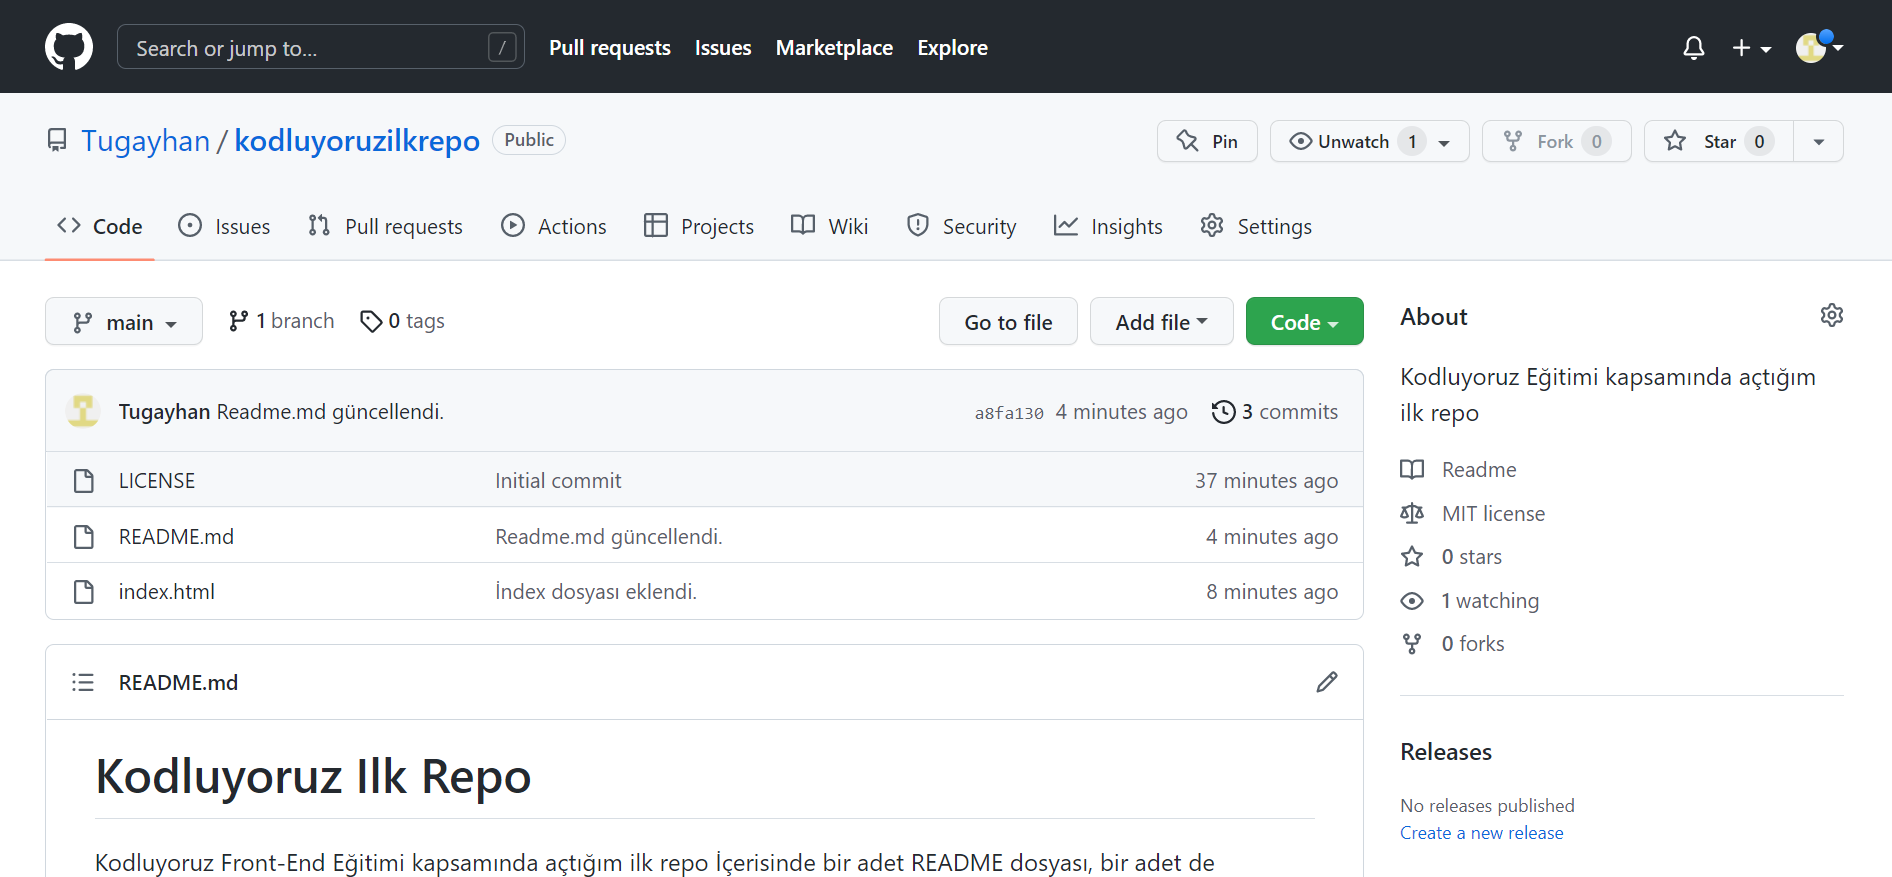 Search or jump to... /
Pull requests Issues Marketplace Explore
Tugayhan / kodluyoruzilkrepo Public
Pin Unwatch 1 Fork 0 Star 0
Code Issues Pull requests Actions Projects Wiki Security Insights Settings
main 1 branch 0 tags
Go to file Add file Code
Tugayhan Readme.md güncellendi. a8fa130 4 minutes ago 3 commits
LICENSE Initial commit 37 minutes ago
README.md Readme.md güncellendi. 4 minutes ago
index.html İndex dosyası eklendi. 8 minutes ago
README.md
Kodluyoruz Ilk Repo
Kodluyoruz Front-End Eğitimi kapsamında açtığım ilk repo İçerisinde bir adet README dosyası, bir adet de
About
Kodluyoruz Eğitimi kapsamında açtığım
ilk repo
Readme
MIT license
0 stars
1 watching
0 forks
Releases
No releases published
Create a new release